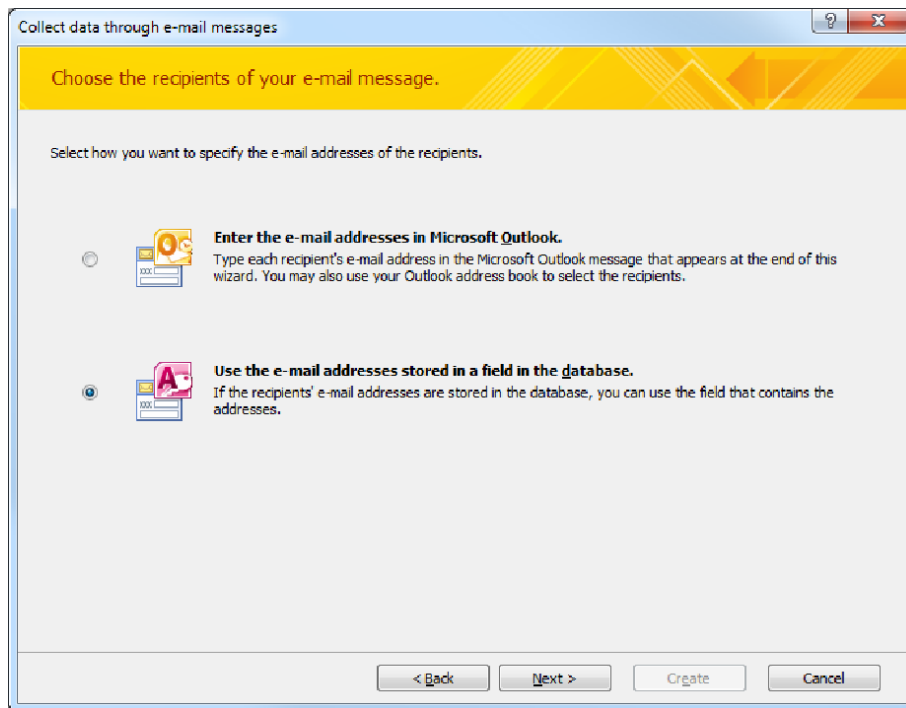 Collect data through e-mail messages
Choose the recipients of your e-mail message.
Select how you want to specify the e-mail addresses of the recipients.
Enter the e-mail addresses in Microsoft Outlook.
Type each recipient's e-mail address in the Microsoft Outlook message that appears at the end of this
wizard. You may also use your Outlook address book to select the recipients.
Use the e-mail addresses stored in a field in the database.
If the recipients' e-mail addresses are stored in the database, you can use the field that contains the
addresses.
< Back Next > Create Cancel